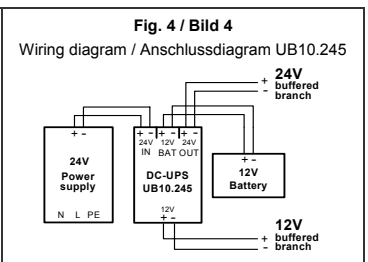 Fig. 4 / Bild 4
Wiring diagram / Anschlussdiagram UB10.245
24V
+ buffered
- branch
+ - + - + -
24V 12V 24V
IN BAT OUT
+ -
24V
Power
supply
N L PE
DC-UPS
UB10.245
+ -
12V
Battery
12V
+ -
12V
+ buffered
- branch